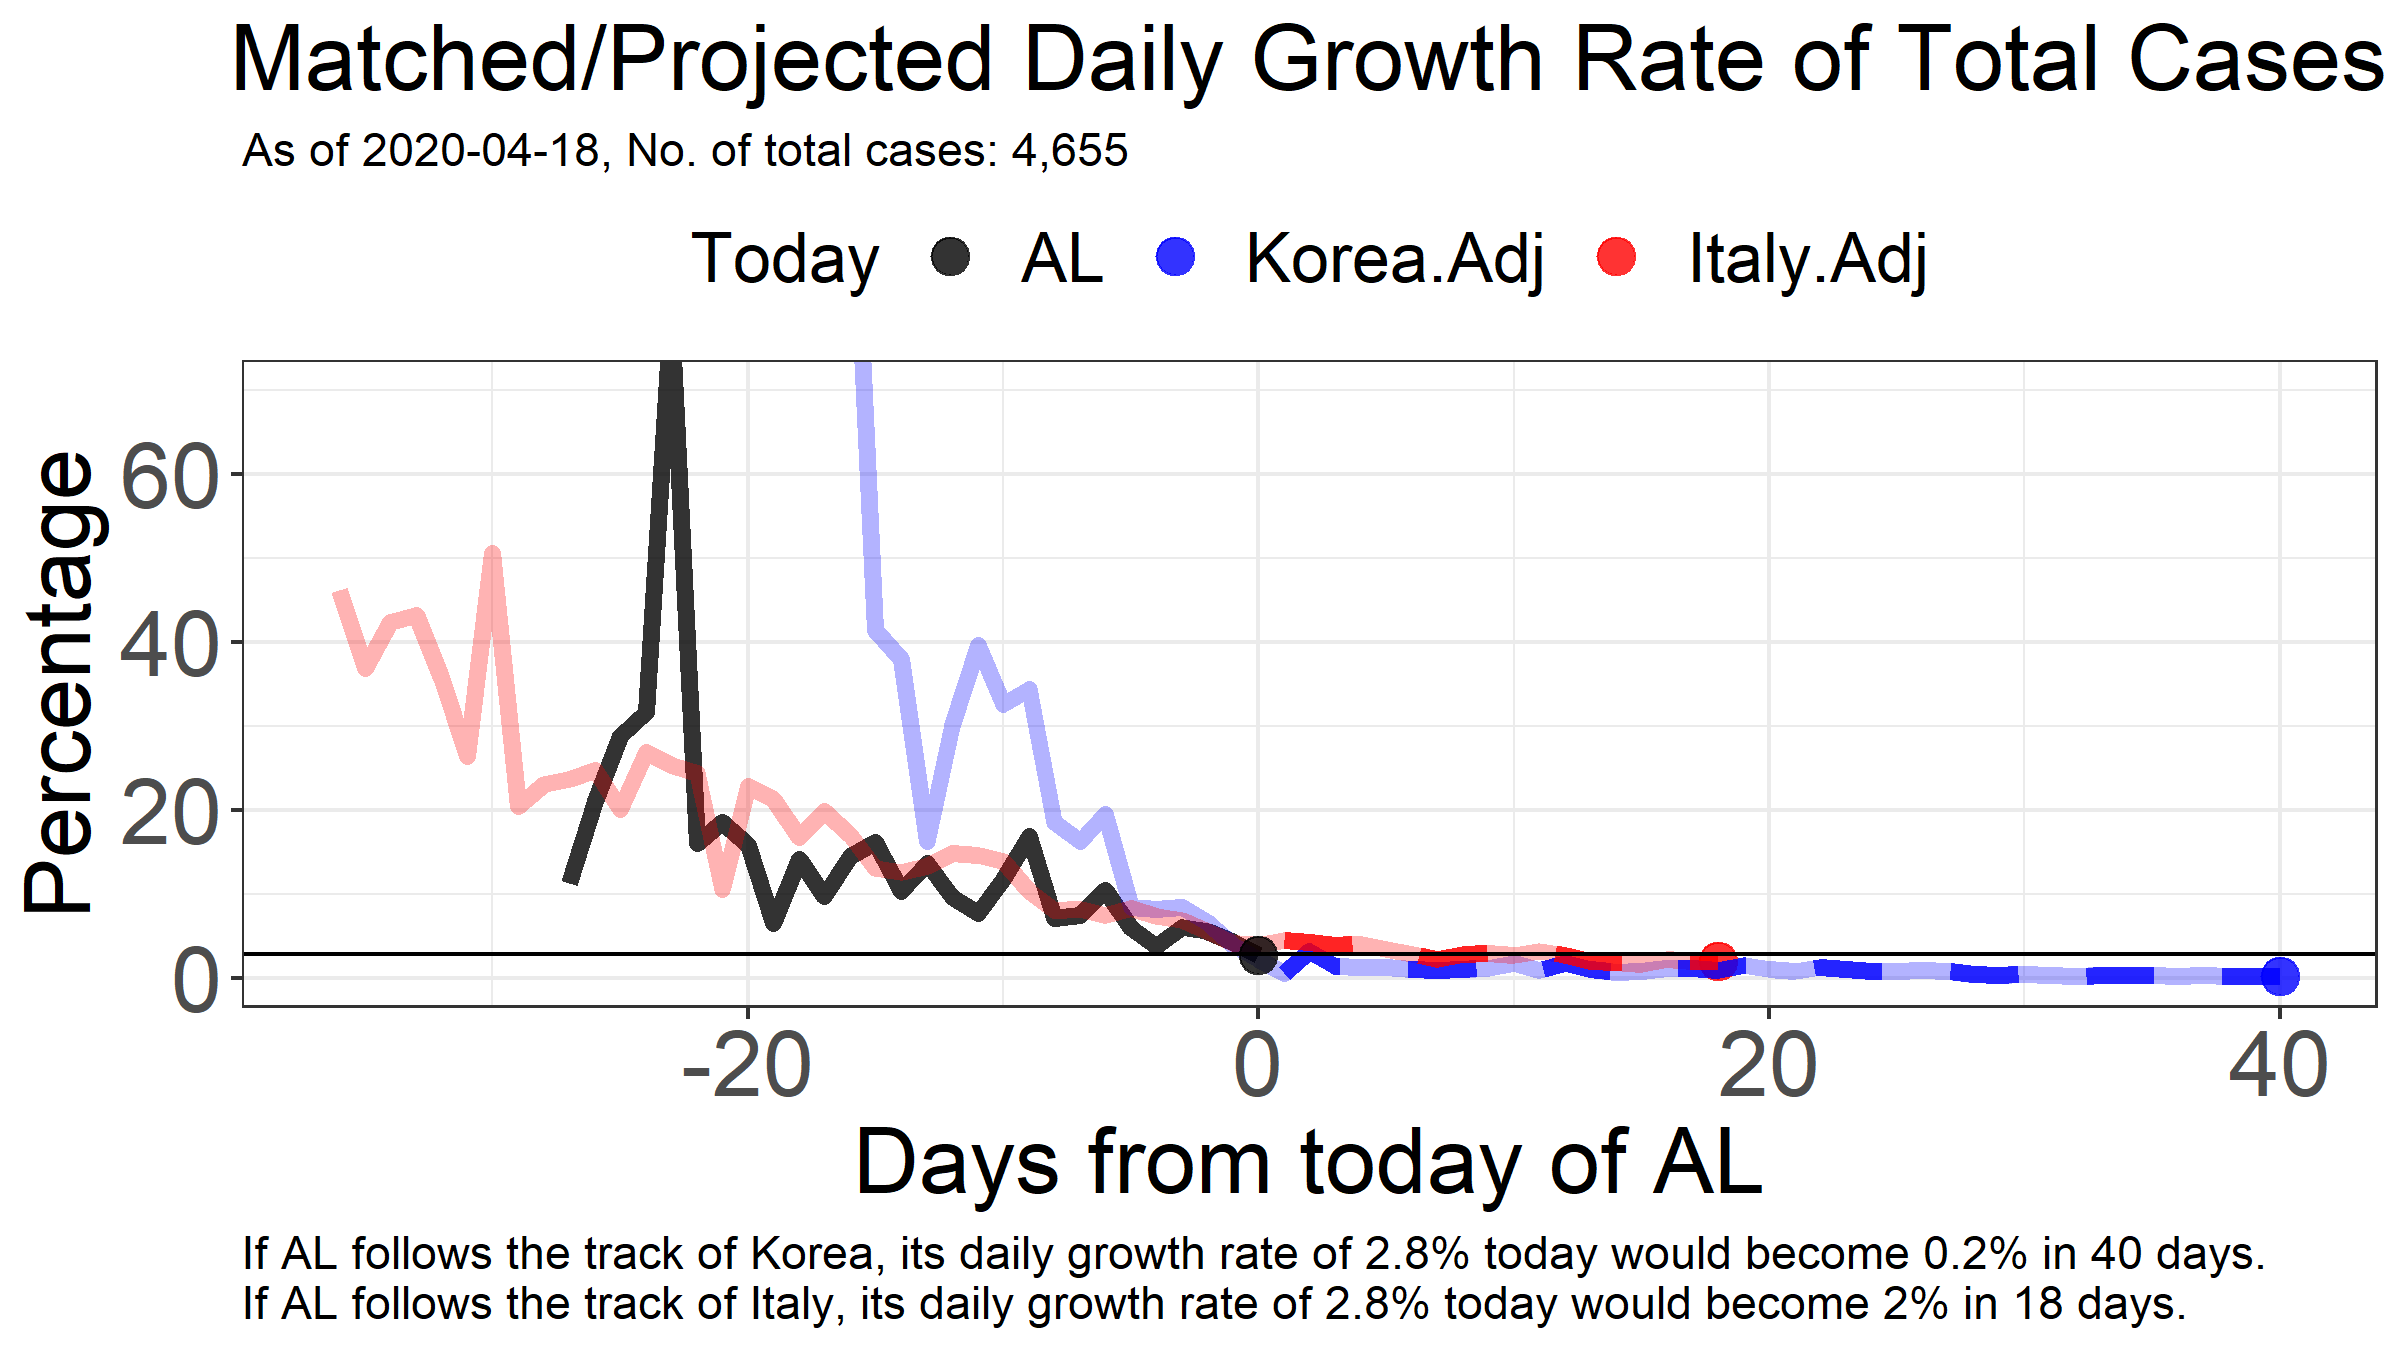 Matched/Projected Daily Growth Rate of Total Cases
As of 2020-04-18, No. of total cases: 4,655
Today AL Korea.Adj Italy.Adj
Percentage
60
40
20
0
-20 0 20 40
Days from today of AL
If AL follows the track of Korea, its daily growth rate of 2.8% today would become 0.2% in 40 days.
If AL follows the track of Italy, its daily growth rate of 2.8% today would become 2% in 18 days.